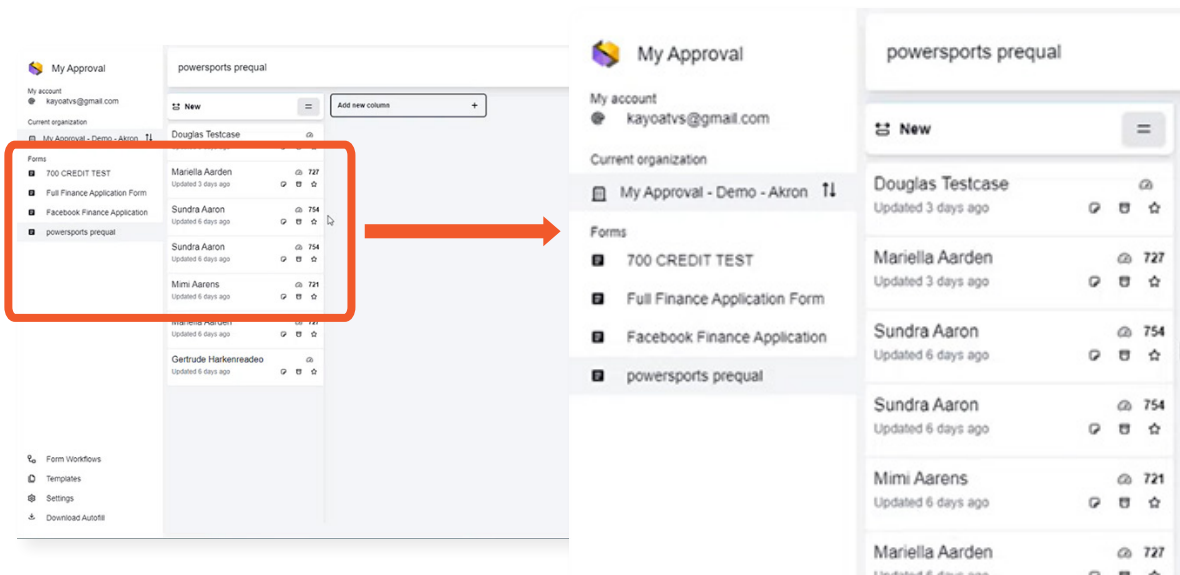 My Approval
My account
kayoatvs@gmail.com
Current organization
My Approval - Demo - Akron
Forms
700 CREDIT TEST
Full Finance Application Form
Facebook Finance Application
powersports prequal
Form Workflows
Templates
Settings
Download Autofill
powersports prequal
New
Add new column +
Douglas Testcase
Mariella Aarden 727
Updated 3 days ago
Sundra Aaron 754
Updated 6 days ago
Sundra Aaron 754
Updated 6 days ago
Mimi Aarens 721
Updated 6 days ago
Mariella Aarden 727
Updated 6 days ago
Gertrude Harkenreadeo
Updated 6 days ago
My Approval
My account
kayoatvs@gmail.com
Current organization
My Approval - Demo - Akron
Forms
700 CREDIT TEST
Full Finance Application Form
Facebook Finance Application
powersports prequal
powersports prequal
New
Douglas Testcase
Updated 3 days ago
Mariella Aarden 727
Updated 3 days ago
Sundra Aaron 754
Updated 6 days ago
Sundra Aaron 754
Updated 6 days ago
Mimi Aarens 721
Updated 6 days ago
Mariella Aarden 727
Updated 6 days ago